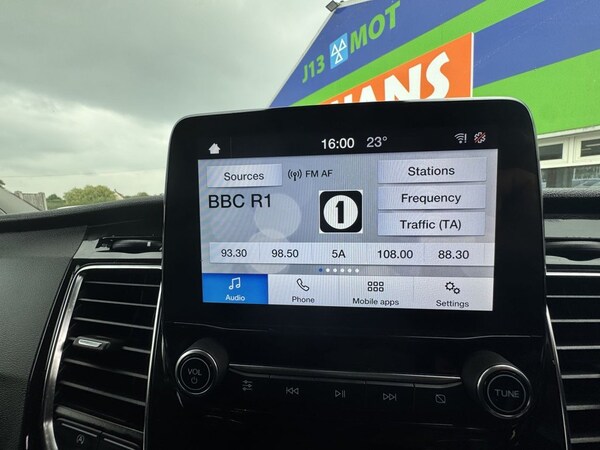 J13 MOT
HANS
16:00 23°
Sources FM AF Stations
BBC R1 1 Frequency
Traffic (TA)
93.30 98.50 5A 108.00 88.30
Audio Phone Mobile apps Settings
VOL TUNE